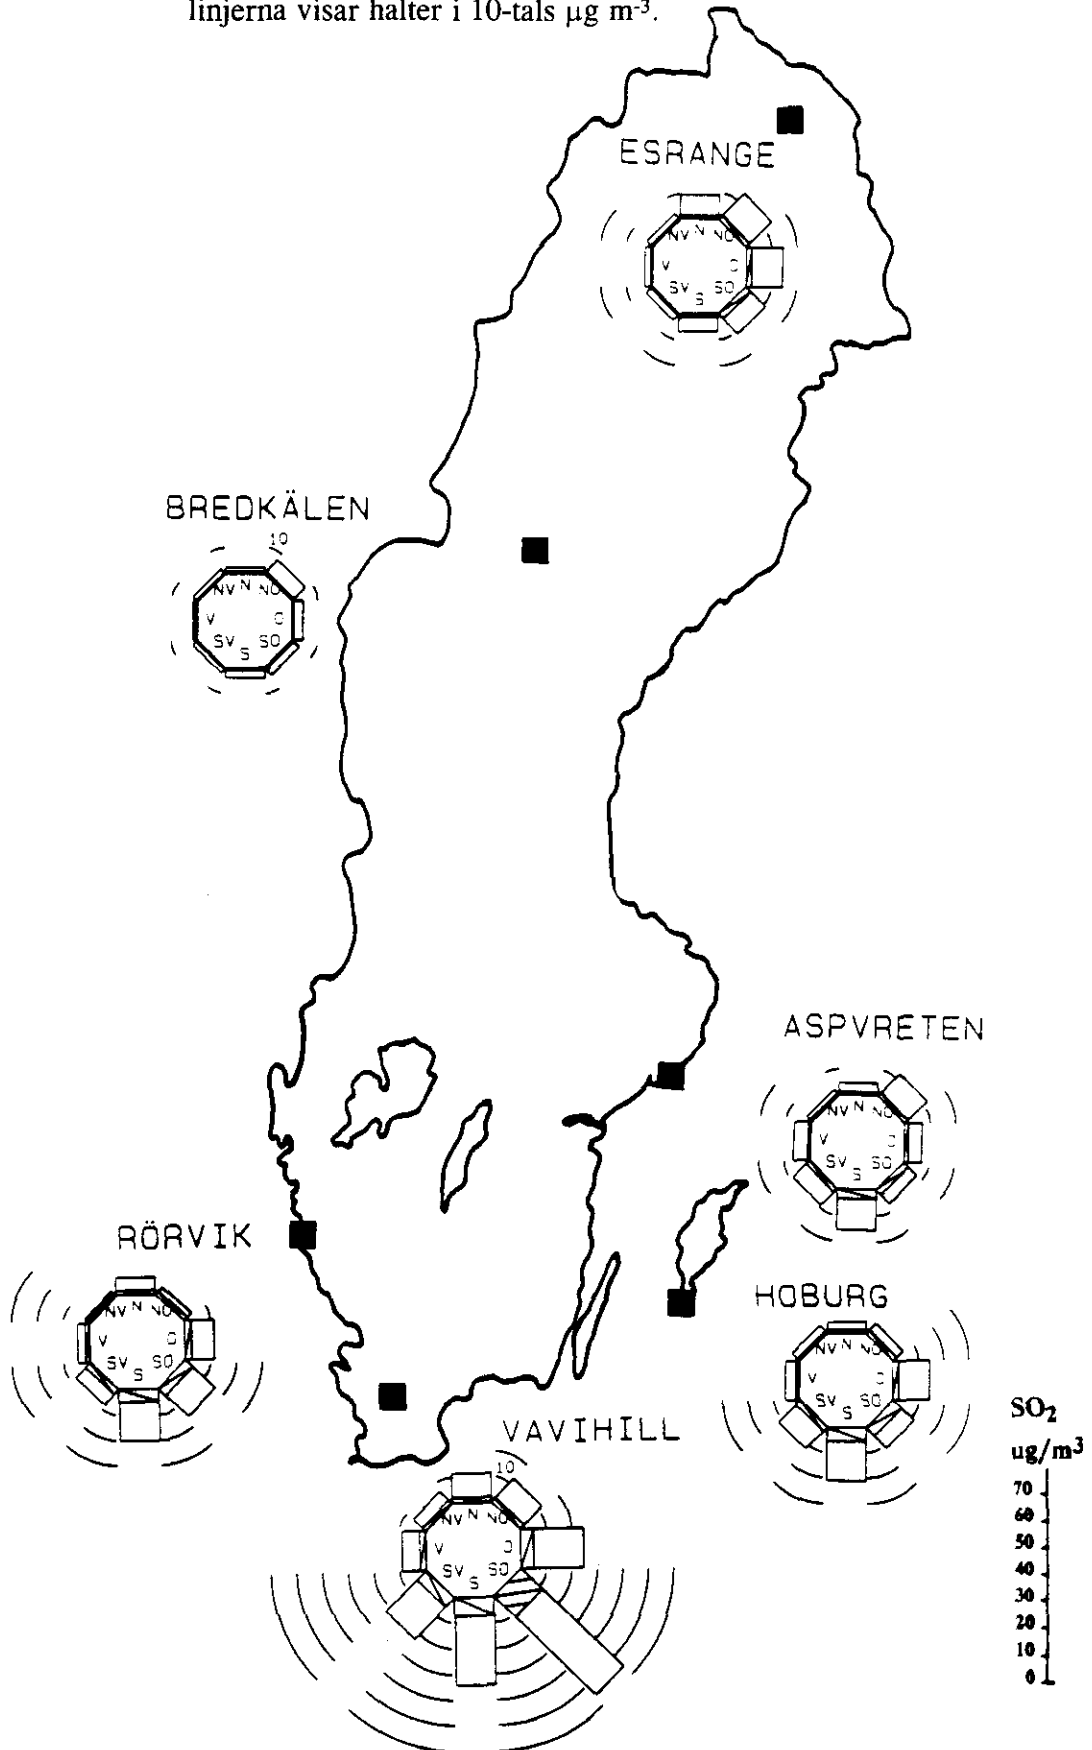 linjerna visar halter i 10-tals µg m-3.
ESRANGE
NV N NO
V O
SV S SO
BREDKÄLEN
10
NV N NO
V O
SV S SO
ASPVRETEN
NV N NO
V O
SV S SO
RÖRVIK
NV N NO
V O
SV S SO
HOBURG
NV N NO
V O
SV S SO
VAVIHILL
10
NV N NO
V O
SV S SO
SO2
ug/m3
70
60
50
40
30
20
10
0